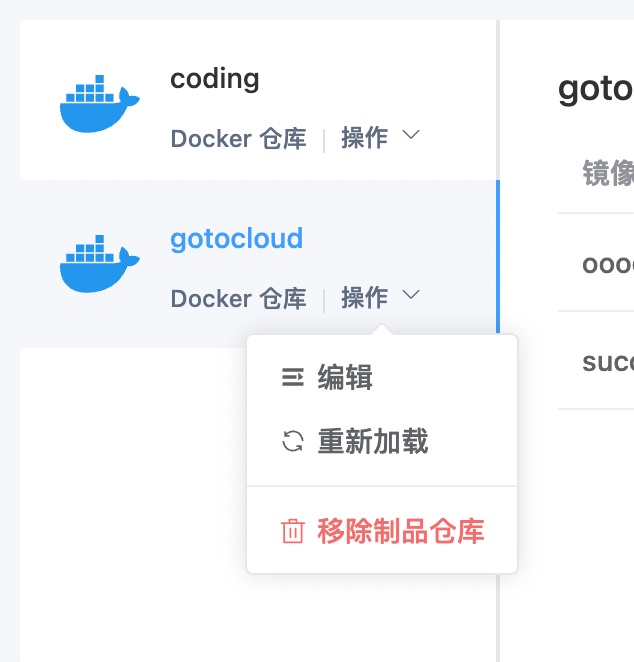 coding
Docker 仓库 | 操作
gotocloud
Docker 仓库 | 操作
编辑
重新加载
移除制品仓库
goto
镜像
oooo
succ